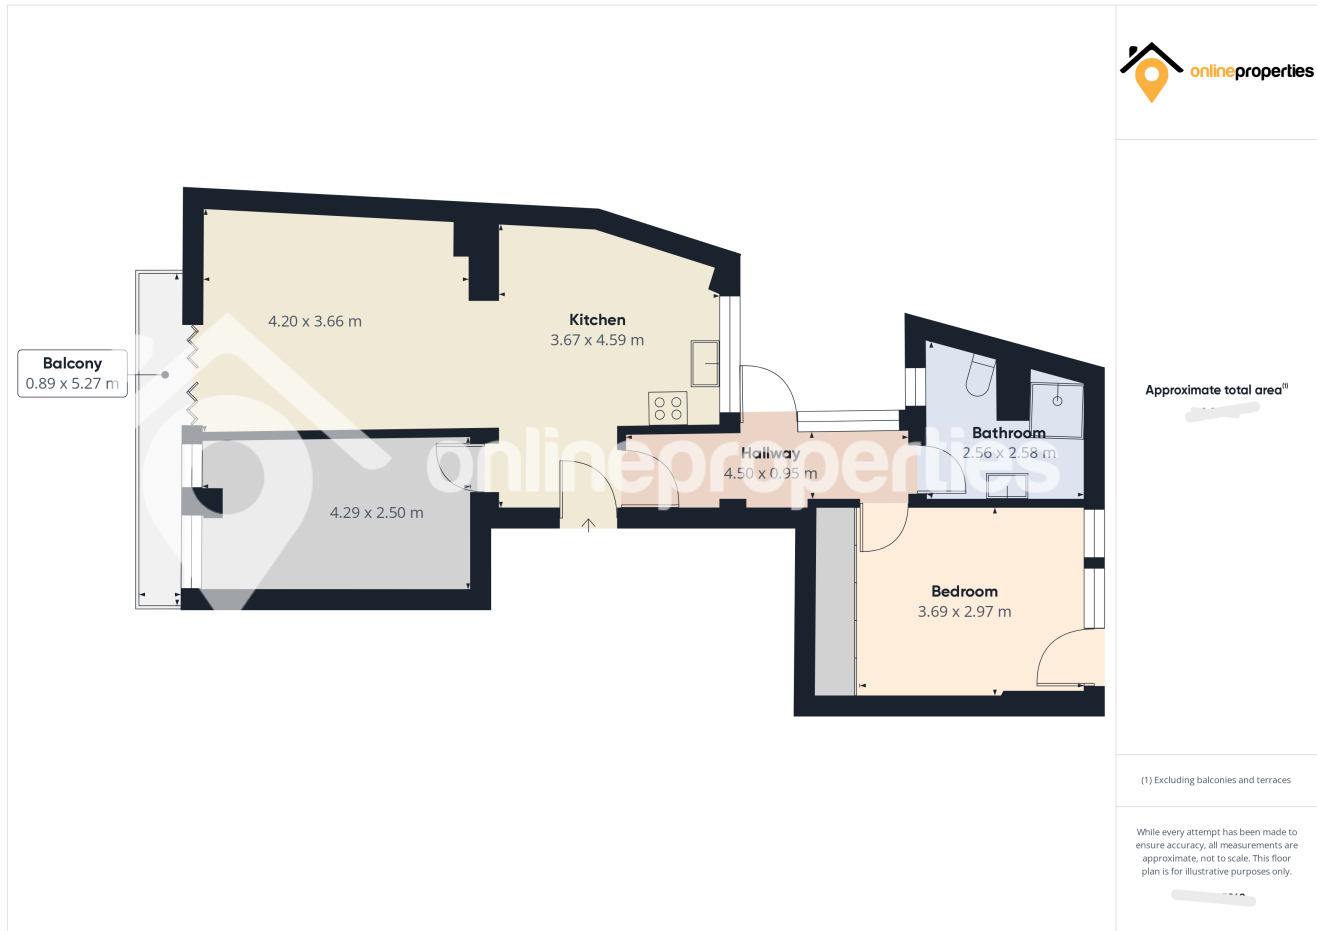 onlineproperties
4.20 x 3.66 m
Kitchen
3.67 x 4.59 m
Balcony
0.89 x 5.27 m
Approximate total area(1)
Bathroom
2.56 x 2.58 m
Hallway
4.50 x 0.95 m
onlineproperties
4.29 x 2.50 m
Bedroom
3.69 x 2.97 m
(1) Excluding balconies and terraces
While every attempt has been made to
ensure accuracy, all measurements are
approximate, not to scale. This floor
plan is for illustrative purposes only.